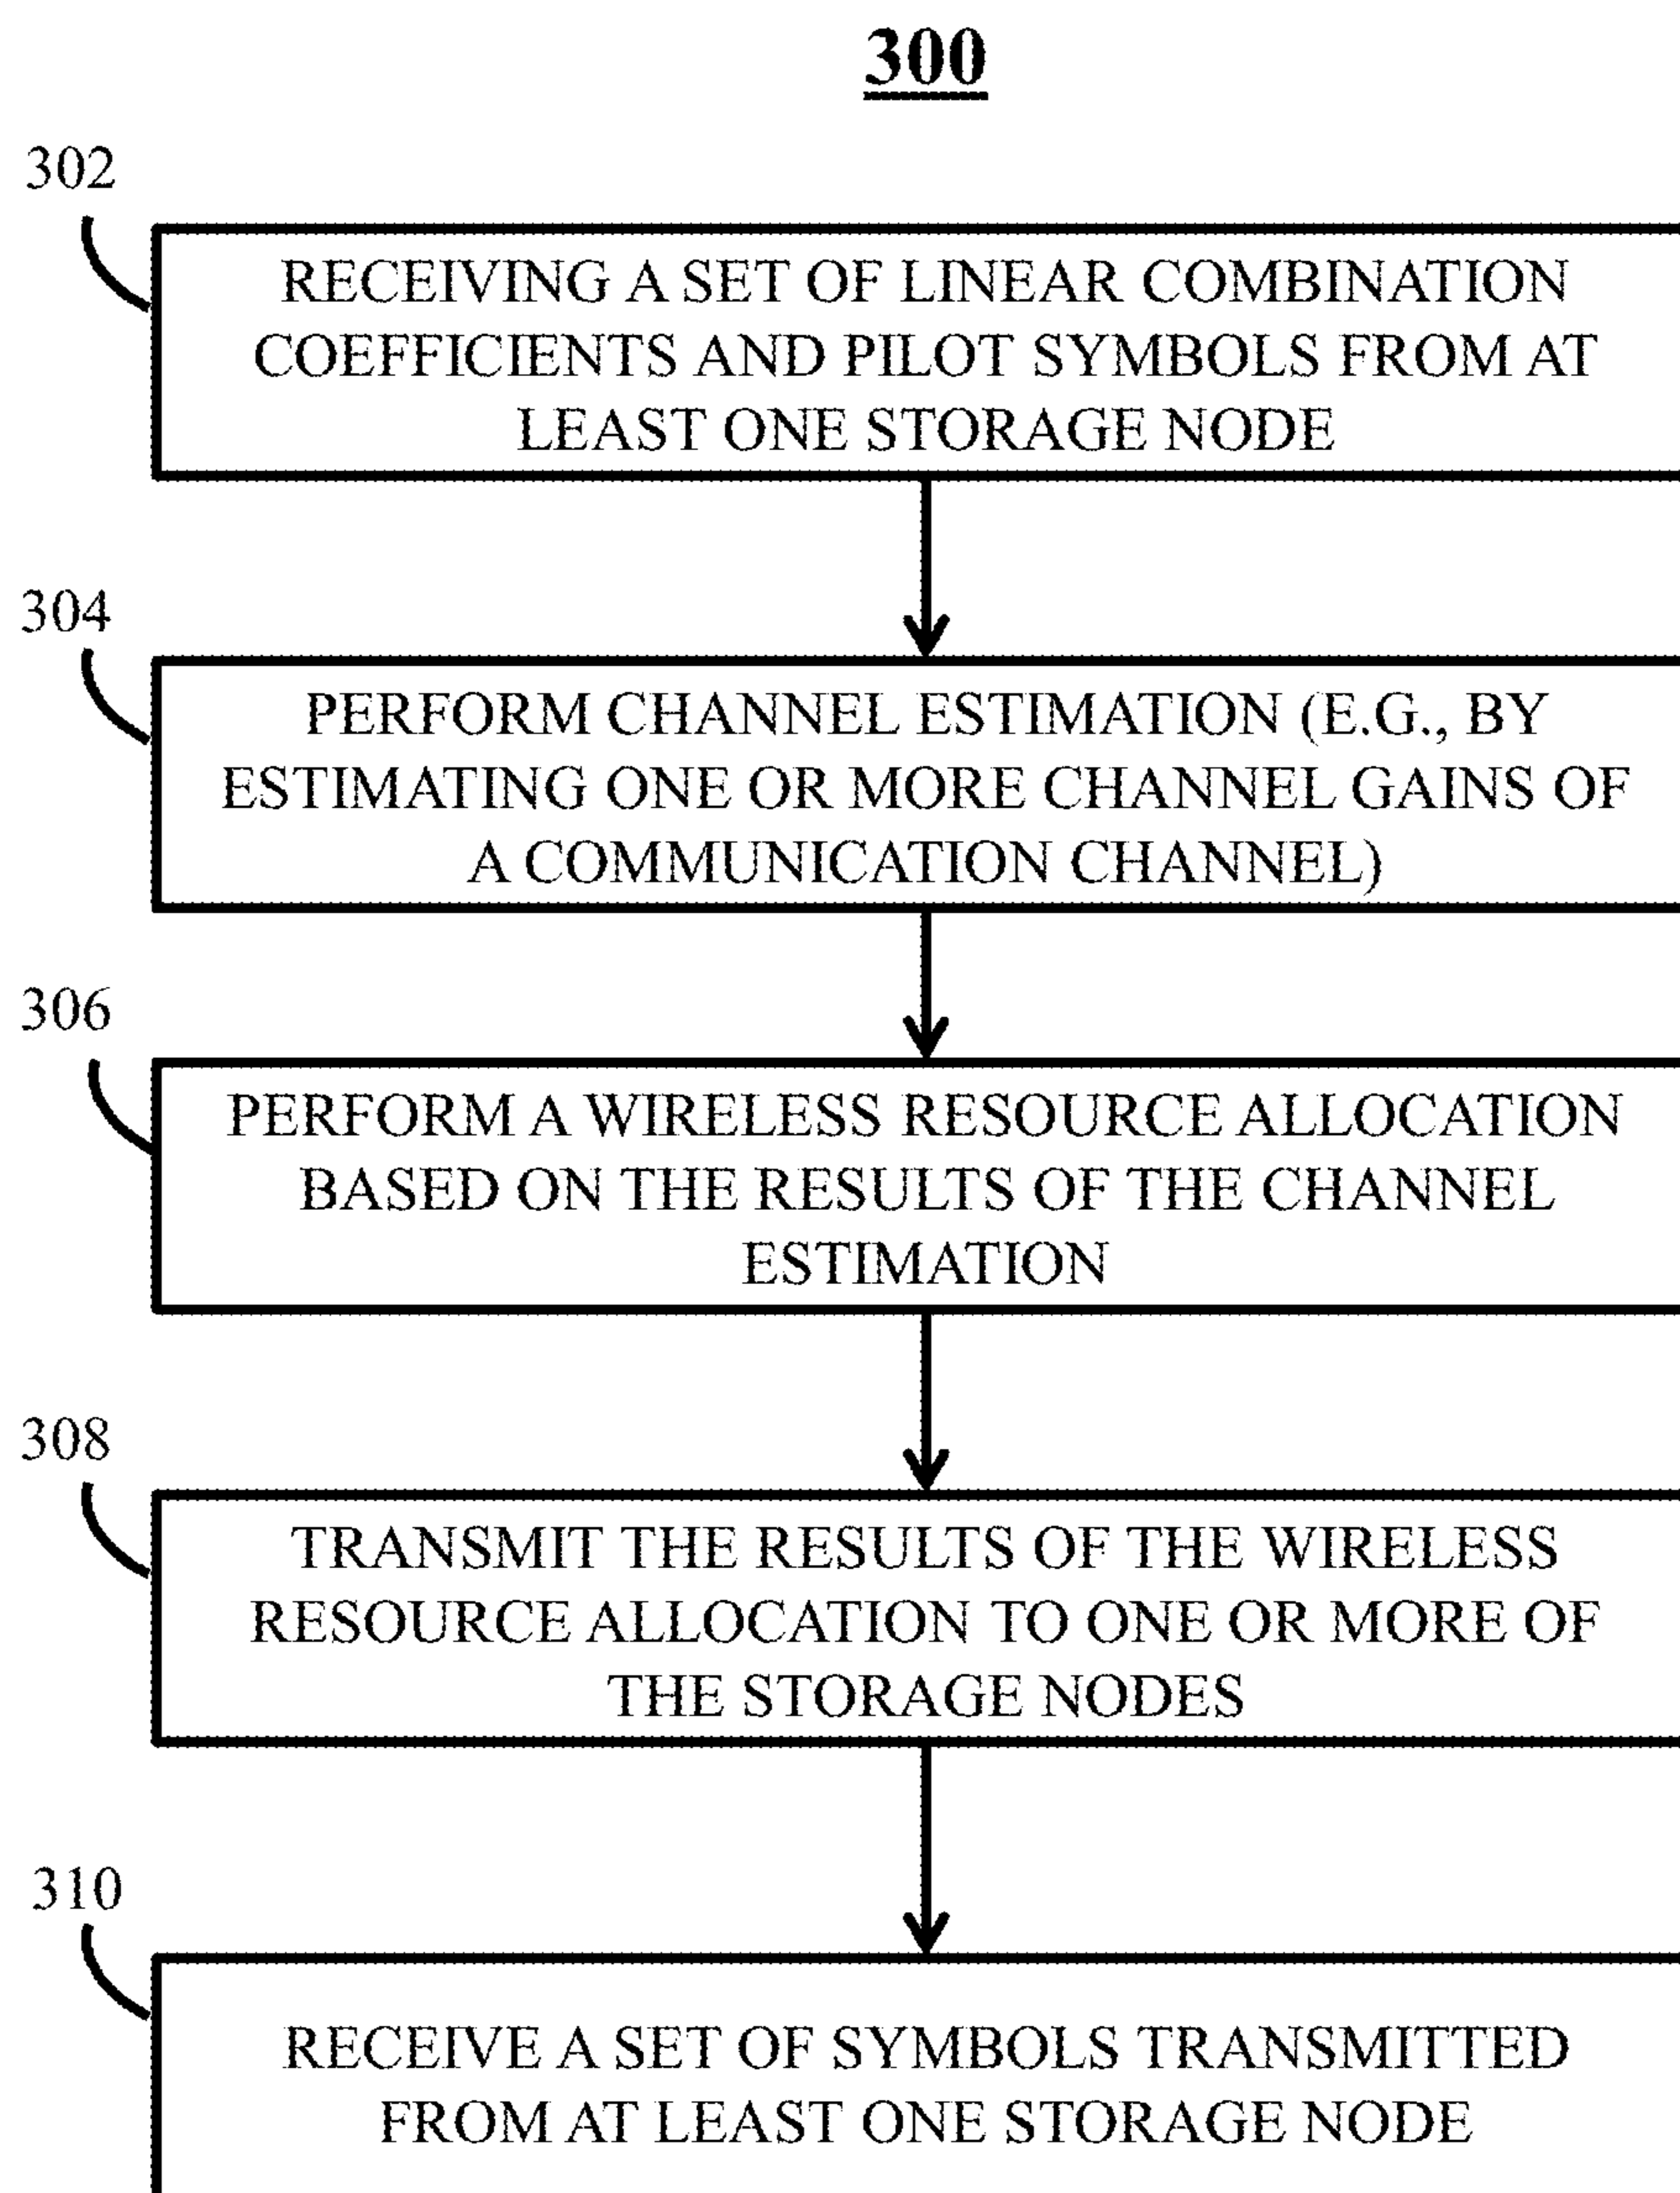 300
302
RECEIVING A SET OF LINEAR COMBINATION
COEFFICIENTS AND PILOT SYMBOLS FROM AT
LEAST ONE STORAGE NODE
304
PERFORM CHANNEL ESTIMATION (E.G., BY
ESTIMATING ONE OR MORE CHANNEL GAINS OF
A COMMUNICATION CHANNEL)
306
PERFORM A WIRELESS RESOURCE ALLOCATION
BASED ON THE RESULTS OF THE CHANNEL
ESTIMATION
308
TRANSMIT THE RESULTS OF THE WIRELESS
RESOURCE ALLOCATION TO ONE OR MORE OF
THE STORAGE NODES
310
RECEIVE A SET OF SYMBOLS TRANSMITTED
FROM AT LEAST ONE STORAGE NODE